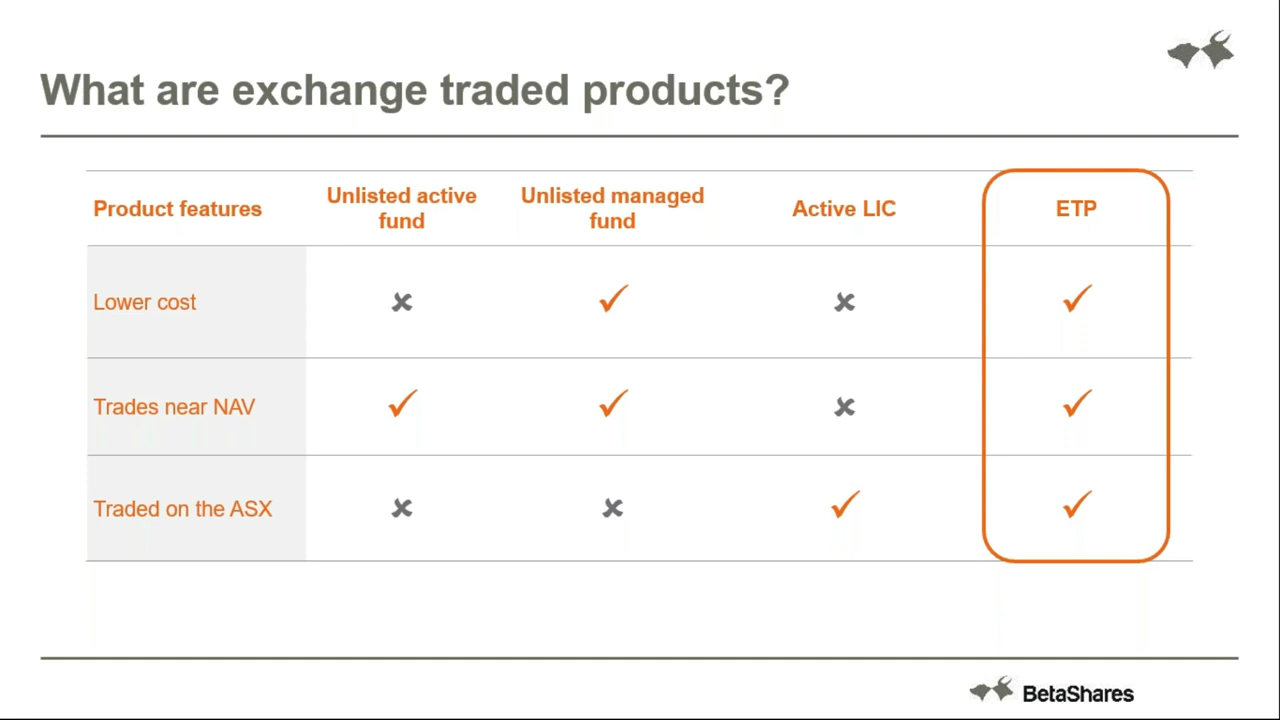 What are exchange traded products?
Product features
Unlisted active
fund
Unlisted managed
fund
Active LIC
ETP
Lower cost
Trades near NAV
Traded on the ASX
BetaShares